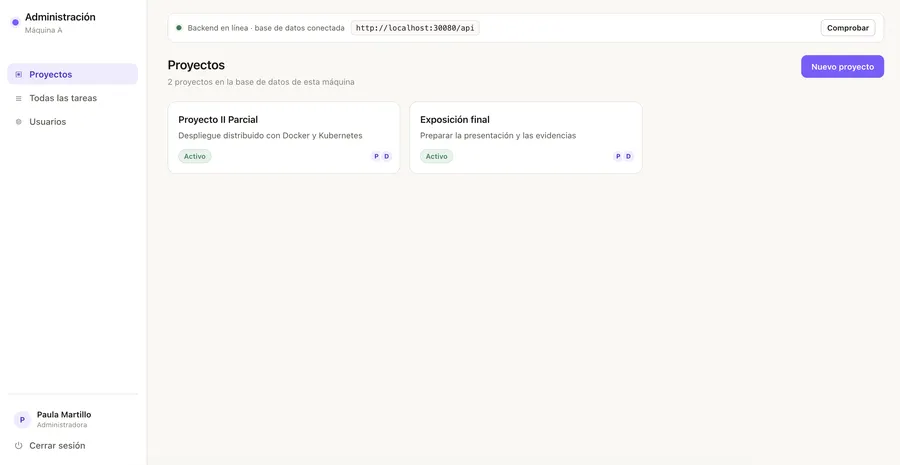 Administración
Máquina A
Proyectos
Todas las tareas
Usuarios
Paula Martillo
P
Administradora
Cerrar sesión
Backend en línea · base de datos conectada http://localhost:30080/api Comprobar
Proyectos
Nuevo proyecto
2 proyectos en la base de datos de esta máquina
Proyecto II Parcial
Despliegue distribuido con Docker y Kubernetes
Activo P D
Exposición final
Preparar la presentación y las evidencias
Activo P D